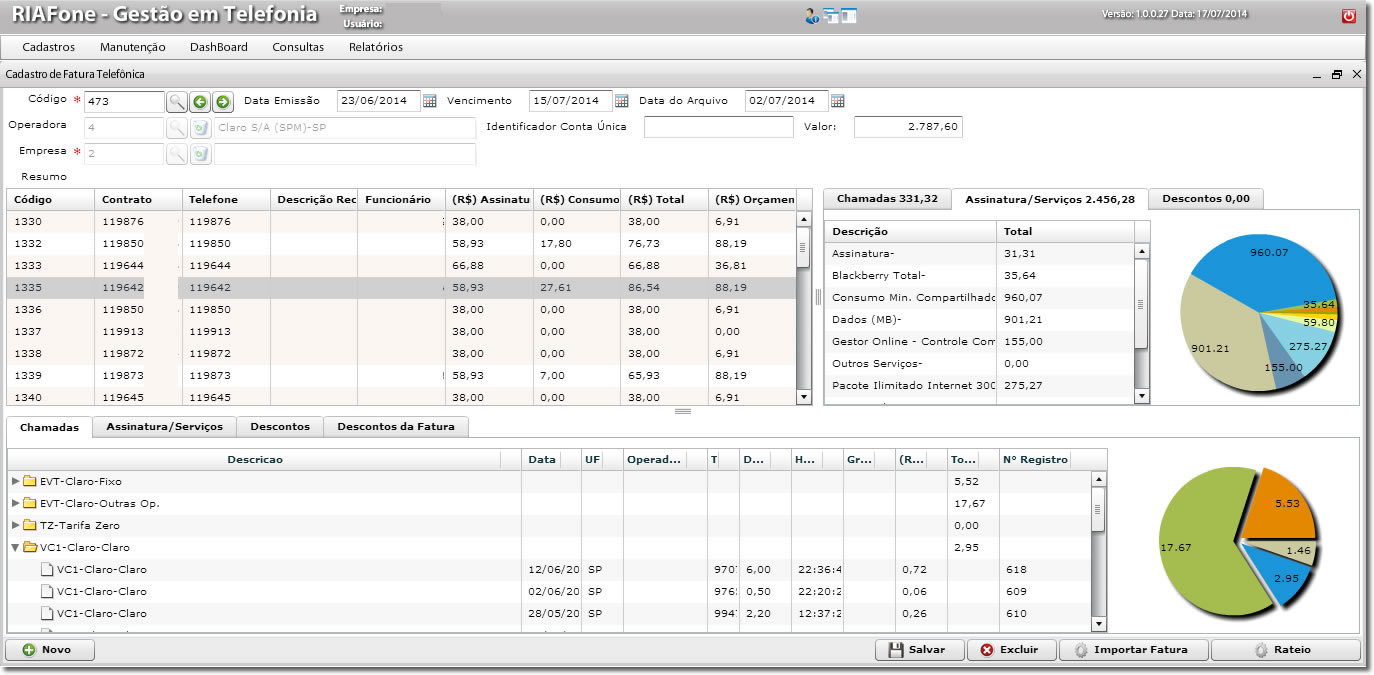 RIAFone - Gestão em Telefonia Empresa: Versão: 1.0.0.27 Data: 17/07/2014
Usuário:
Cadastros Manutenção DashBoard Consultas Relatórios
Cadastro de Fatura Telefônica
Código * 473 Data Emissão 23/06/2014 Vencimento 15/07/2014 Data do Arquivo 02/07/2014
Operadora 4 Claro S/A (SPM)-SP Identificador Conta Única Valor: 2.787,60
Empresa * 2
Resumo
Código Contrato Telefone Descrição Rec Funcionário (R$) Assinatu (R$) Consumo (R$) Total (R$) Orçamen
1330 119876 119876 38,00 0,00 38,00 6,91
1332 119850 119850 58,93 17,80 76,73 88,19
1333 119644 119644 66,88 0,00 66,88 36,81
1335 119642 119642 58,93 27,61 86,54 88,19
1336 119850 119850 38,00 0,00 38,00 6,91
1337 119913 119913 38,00 0,00 38,00 0,00
1338 119872 119872 38,00 0,00 38,00 6,91
1339 119873 119873 58,93 7,00 65,93 88,19
1340 119645 119645 38,00 0,00 38,00 6,91
Chamadas 331,32 Assinatura/Serviços 2.456,28 Descontos 0,00
Descrição Total
Assinatura- 31,31
Blackberry Total- 35,64
Consumo Min. Compartilhado 960,07
Dados (MB)- 901,21
Gestor Online - Controle Com 155,00
Outros Serviços- 0,00
Pacote Ilimitado Internet 300 275,27
960.07
35.64
59.80
275.27
155.00
901.21
Chamadas Assinatura/Serviços Descontos Descontos da Fatura
Descricao Data UF Operad... T D... H... Gr... (R... To... N° Registro
EVT-Claro-Fixo 5,52
EVT-Claro-Outras Op. 17,67
TZ-Tarifa Zero 0,00
VC1-Claro-Claro 2,95
VC1-Claro-Claro 12/06/20 SP 970 6,00 22:36:4 0,72 618
VC1-Claro-Claro 02/06/20 SP 976 0,50 22:20:2 0,06 609
VC1-Claro-Claro 28/05/20 SP 994 2,20 12:37:2 0,26 610
5.53
1.46
2.95
17.67
Novo Salvar Excluir Importar Fatura Rateio